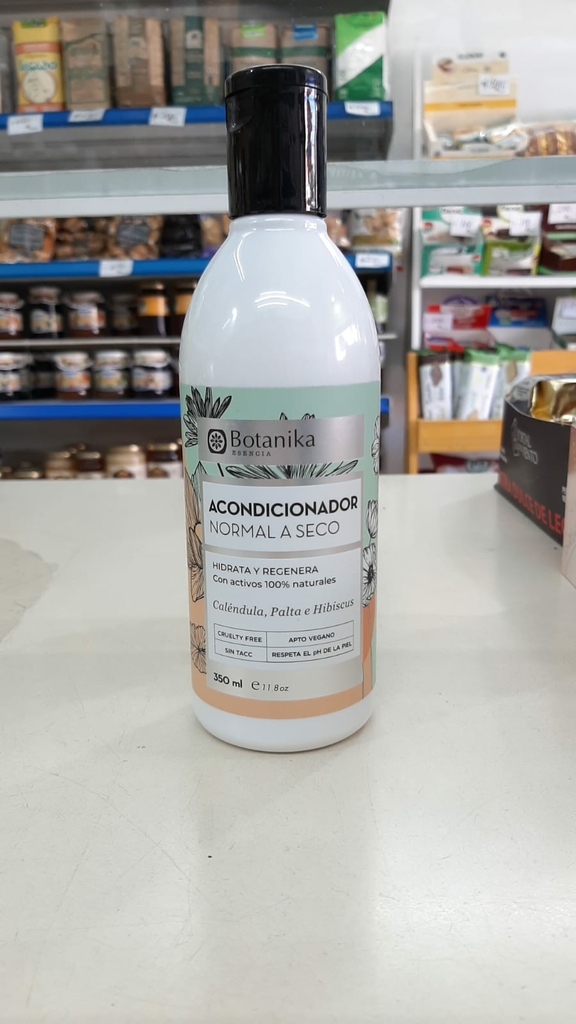 Botanika
ESENCIA
ACONDICIONADOR
NORMAL A SECO
HIDRATA Y REGENERA
Con activos 100% naturales
Caléndula, Palta e Hibiscus
CRUELTY FREE
APTO VEGANO
SIN TACC
RESPETA EL pH DE LA PIEL
350 ml e 11.8oz